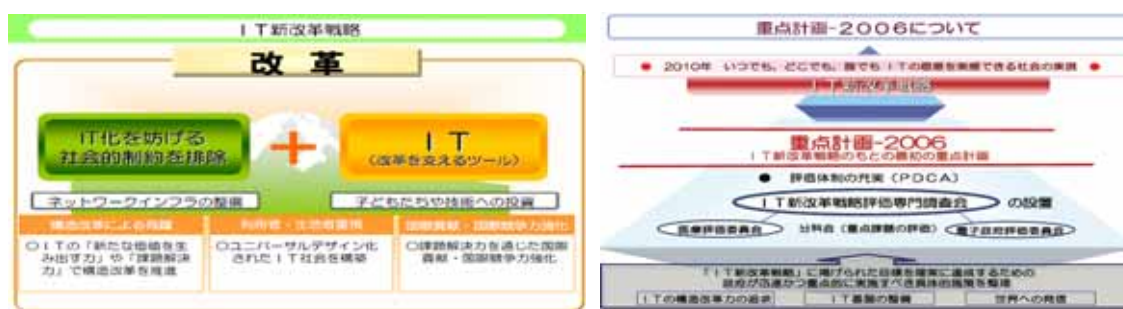 IT新改革戦略
改革
IT化を妨げる
社会的制約を排除
+
IT
(改革を支えるツール)
ネットワークインフラの整備
子どもたちや技術への投資
構造改革による飛躍
利用者・生活者重視
国際貢献・国際競争力強化
○ITの「新たな価値を生
み出す力」や「課題解決
力」で構造改革を推進
○ユニバーサルデザイン化
されたIT社会を構築
○課題解決力を通じた国際
貢献・国際競争力強化
重点計画-2006について
● 2010年 いつでも、どこでも、誰でもITの恩恵を実感できる社会の実現 ●
IT新改革戦略
重点計画-2006
IT新改革戦略のもとの最初の重点計画
● 評価体制の充実(PDCA)
IT新改革戦略評価専門調査会 の設置
医療評価委員会 分科会(重点課題の評価) 電子政府評価委員会
「IT新改革戦略」に掲げられた目標を確実に達成するための
政府が迅速かつ重点的に実施すべき具体的施策を整理
ITの構造改革力の追求 IT基盤の整備 世界への発信